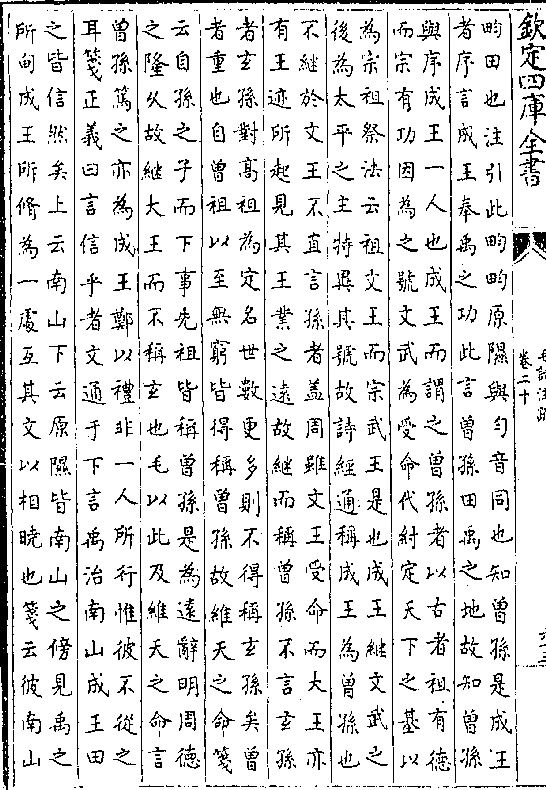 欽定四庫全書
毛詩注疏
卷二十
畇田也注引此畇畇原隰與勻音同也知曾孫是成王
者序言成王奉禹之功此言曾孫田禹之地故知曾孫
與序成王一人也成王而謂之曾孫者以古者祖有德
而宗有功因為之號文武為受命代紂定天下之基以
為宗祖祭法云祖文王而宗武王是也成王繼文武之
後為太平之主特異其號故詩經通稱成王為曾孫也
不繼於文王不直言孫者蓋周雖文王受命而大王亦
有王迹所起見其王業之遠故繼而稱曾孫不言玄孫
者玄孫對高祖為定名世數更多則不得稱玄孫矣曾
者重也自曾祖以至無窮皆得稱曾孫故維天之命箋
云自孫之子而下事先祖皆稱曾孫是為遠辭明周德
之隆久故繼大王而不稱玄也毛以此及維天之命言
曾孫篤之亦為成王鄭以禮非一人所行惟彼不從之
耳箋正義曰言信乎者文通于下言禹治南山成王田
之皆信然矣上云南山下云原隰皆南山之傍見禹之
所甸成王所脩為一處互其文以相曉也箋云彼南山